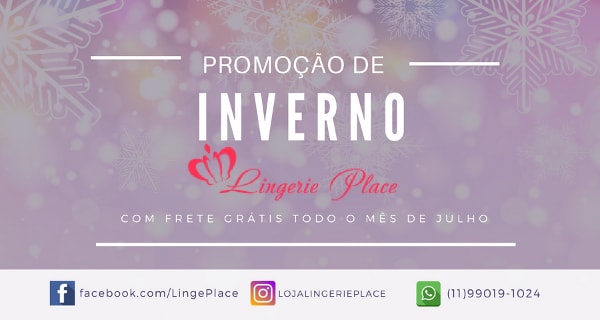 PROMOÇÃO DE
INVERNO
Lingerie Place
COM FRETE GRÁTIS TODO O MÊS DE JULHO
facebook.com/LingePlace LOJALINGERIEPLACE (11)99019-1024